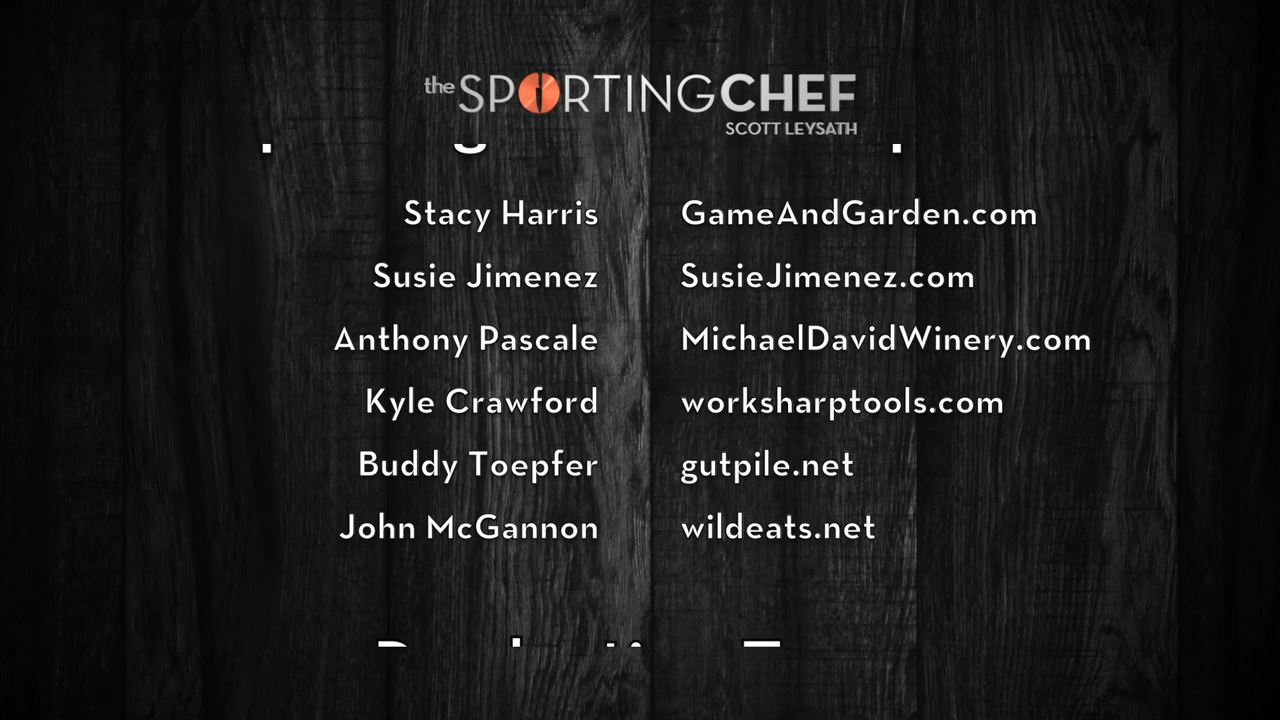 the SPORTINGCHEF
SCOTT LEYSATH
Stacy Harris GameAndGarden.com
Susie Jimenez SusieJimenez.com
Anthony Pascale MichaelDavidWinery.com
Kyle Crawford worksharptools.com
Buddy Toepfer gutpile.net
John McGannon wildeats.net